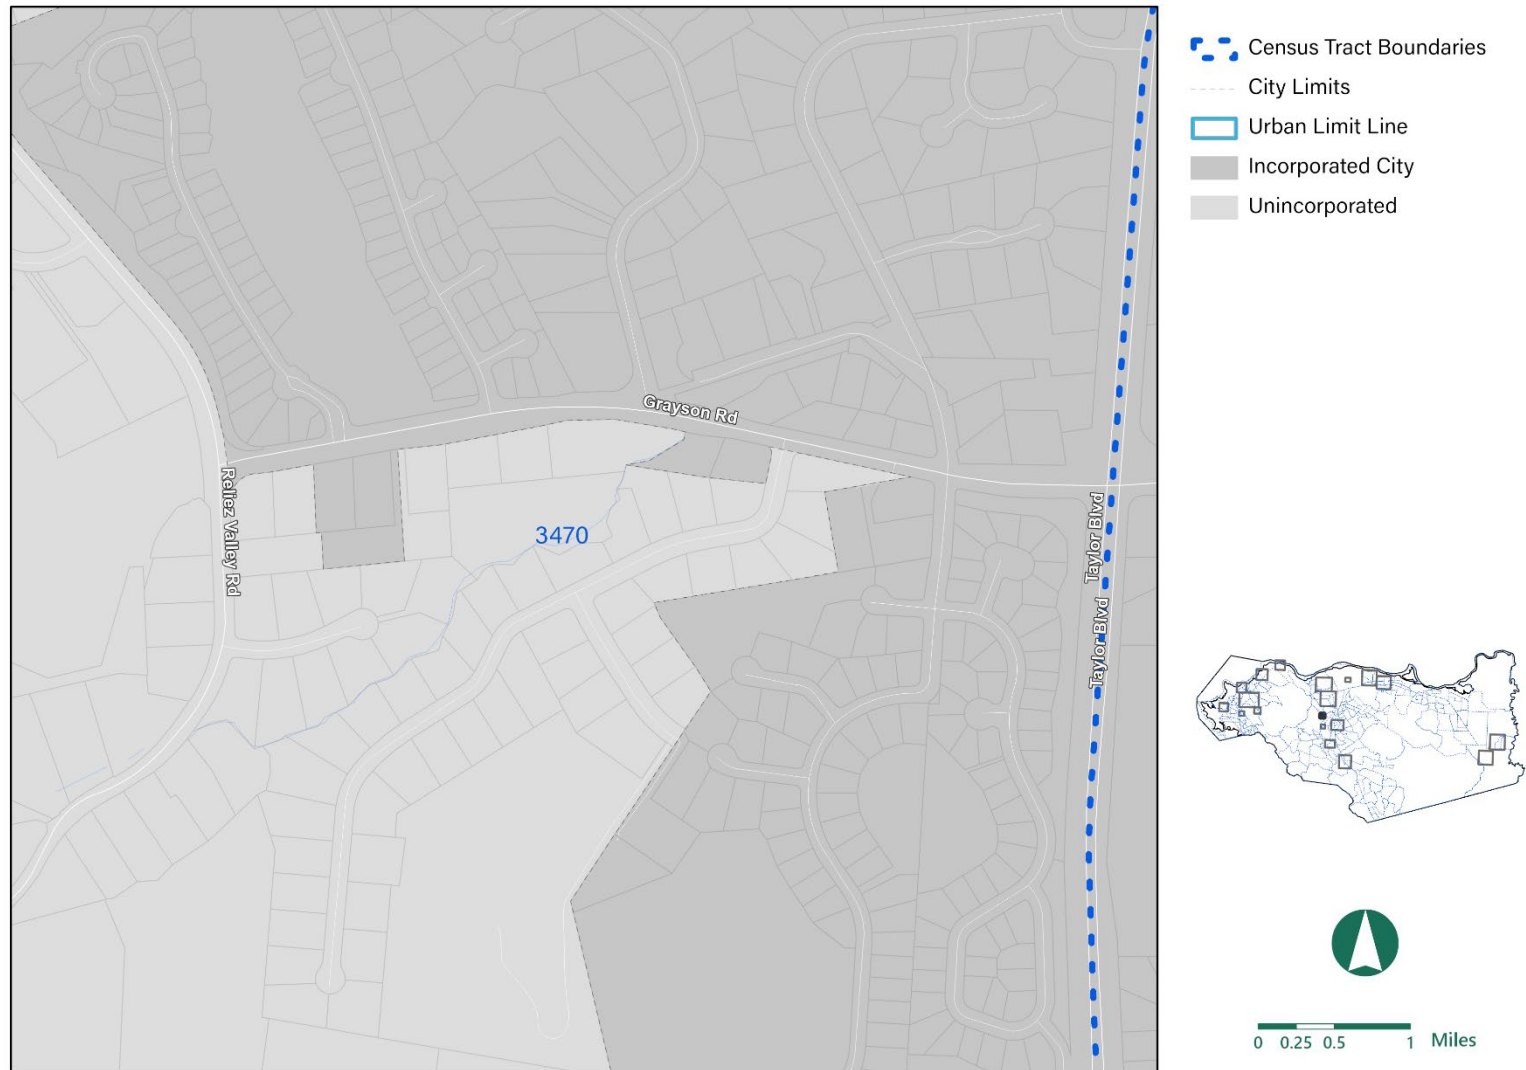 Census Tract Boundaries
City Limits
Urban Limit Line
Incorporated City
Unincorporated
Grayson Rd
Reliez Valley Rd
3470
Taylor Blvd
Taylor Blvd
0 0.25 0.5 1 Miles